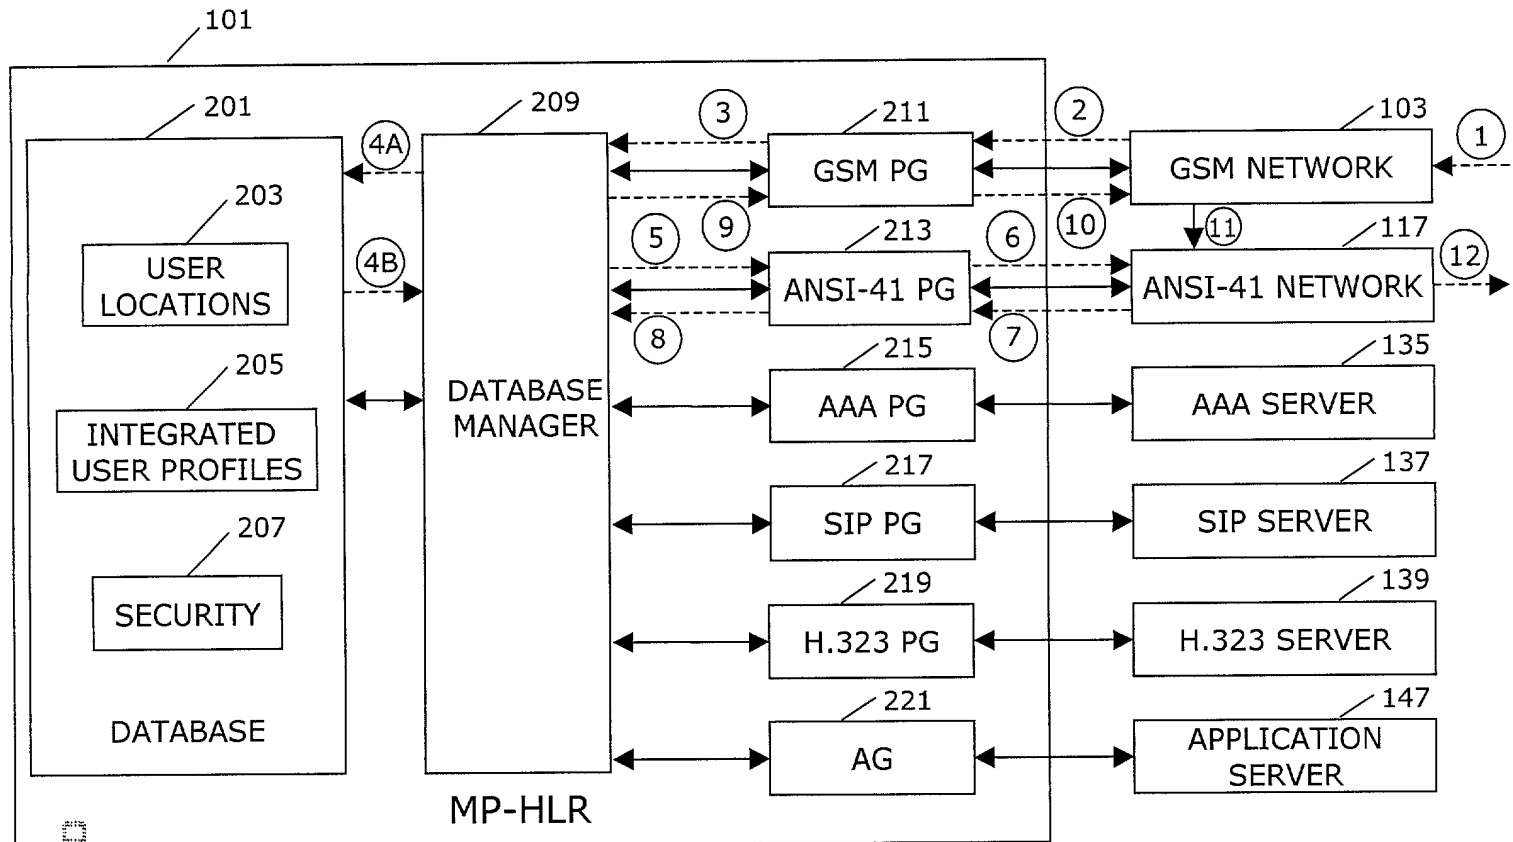 101
201
209
3
211
2
103
1
4A
GSM PG
GSM NETWORK
203
9
10
11
5
213
6
117
4B
12
USER
LOCATIONS
ANSI-41 PG
ANSI-41 NETWORK
8
7
205
215
135
DATABASE
MANAGER
AAA PG
AAA SERVER
INTEGRATED
USER PROFILES
217
137
207
SIP PG
SIP SERVER
SECURITY
219
139
H.323 PG
H.323 SERVER
221
147
DATABASE
AG
APPLICATION
SERVER
MP-HLR